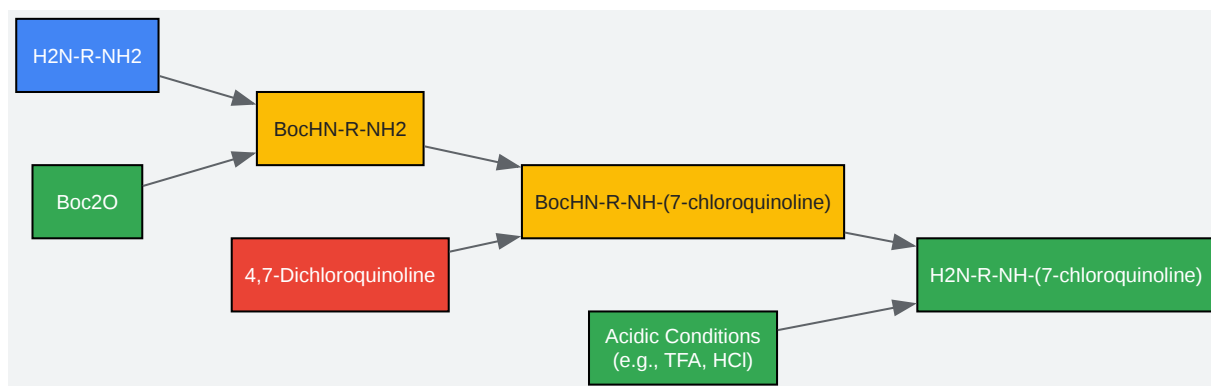 H2N-R-NH2
BocHN-R-NH2
Boc2O
BocHN-R-NH-(7-chloroquinoline)
4,7-Dichloroquinoline
H2N-R-NH-(7-chloroquinoline)
Acidic Conditions
(e.g., TFA, HCl)